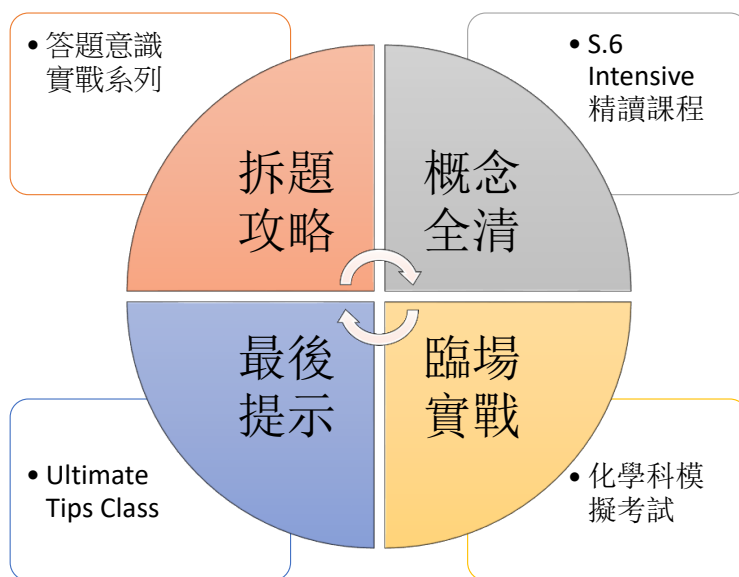 答題意識
實戰系列
S.6
Intensive
精讀課程
拆題
攻略
概念
全清
最後
提示
臨場
實戰
Ultimate
Tips Class
化學科模
擬考試